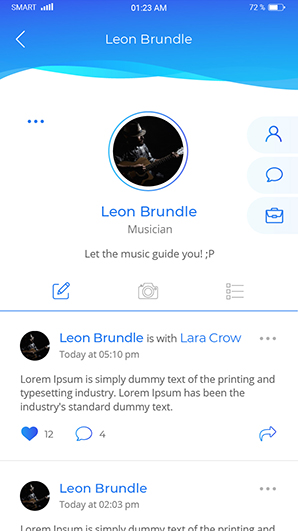 SMART 01:23 AM 72 %
Leon Brundle
Leon Brundle
Musician
Let the music guide you! ;P
Leon Brundle is with Lara Crow
Today at 05:10 pm
Lorem Ipsum is simply dummy text of the printing and
typesetting industry. Lorem Ipsum has been the
industry's standard dummy text.
12 4
Leon Brundle
Today at 02:03 pm
Lorem Ipsum is simply dummy text of the printing and